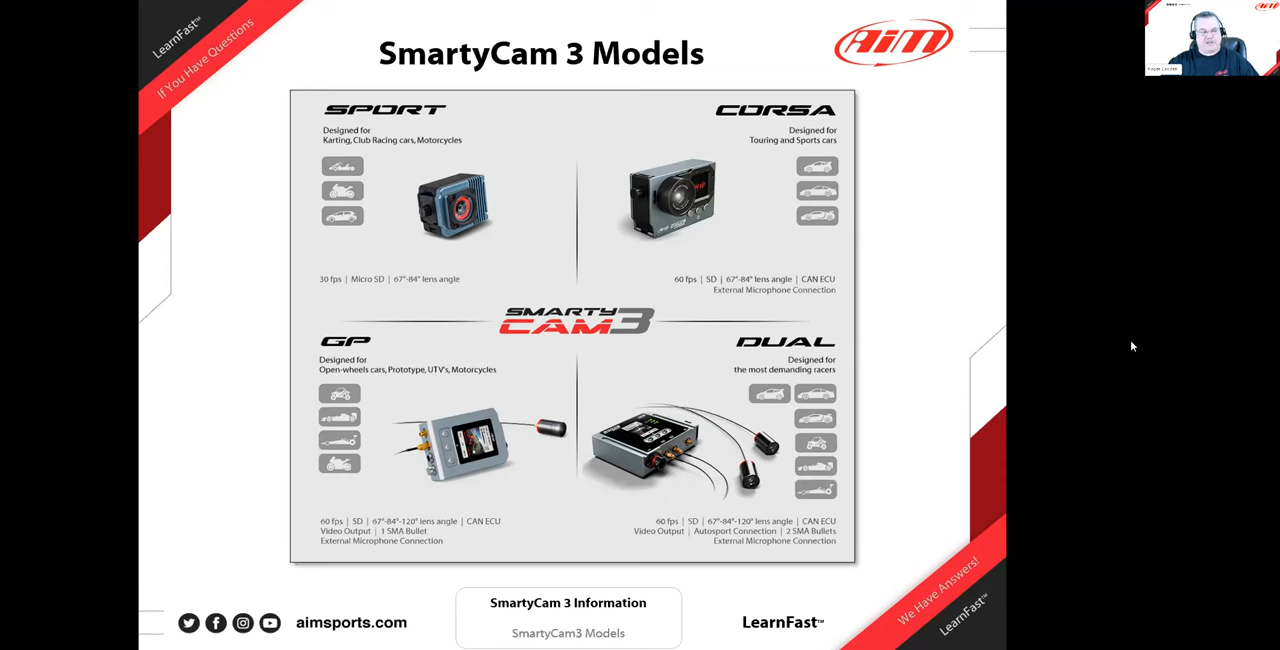 LearnFast™
If You Have Questions
SmartyCam 3 Models
AiM
SPORT
Designed for
Karting, Club Racing cars, Motorcycles
30 fps | Micro SD | 67°-84° lens angle
CORSA
Designed for
Touring and Sports cars
60 fps | SD | 67°-84° lens angle | CAN ECU
External Microphone Connection
SMARTY
CAM3
GP
Designed for
Open-wheels cars, Prototype, UTV's, Motorcycles
60 fps | SD | 67°-84°-120° lens angle | CAN ECU
Video Output | 1 SMA Bullet
External Microphone Connection
DUAL
Designed for
the most demanding racers
60 fps | SD | 67°-84°-120° lens angle | CAN ECU
Video Output | Autosport Connection | 2 SMA Bullets
External Microphone Connection
aimsports.com
SmartyCam 3 Information
SmartyCam3 Models
LearnFast™
We Have Answers!
LearnFast™